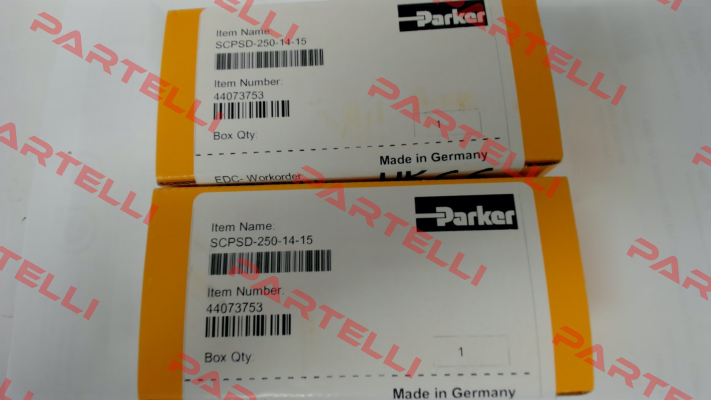 Parker
Item Name:
SCPSD-250-14-15
Item Number:
44073753
Box Qty:
1
Made in Germany
EDC- Workorder:
Parker
Item Name:
SCPSD-250-14-15
Item Number:
44073753
Box Qty:
1
Made in Germany
PARTELLI
PARTELLI
PARTELLI
PARTELLI